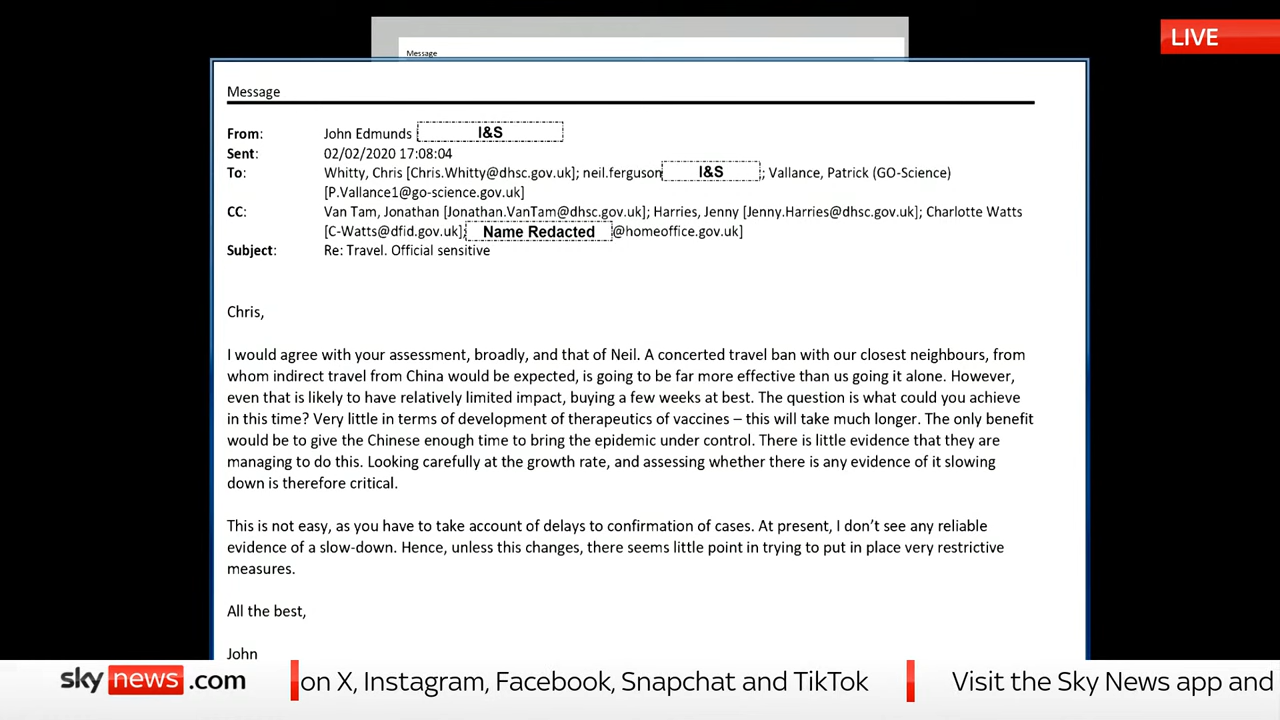 LIVE
Message
Message
From: John Edmunds I&S
Sent: 02/02/2020 17:08:04
To: Whitty, Chris [Chris.Whitty@dhsc.gov.uk]; neil.ferguson I&S ; Vallance, Patrick (GO-Science)
[P.Vallance1@go-science.gov.uk]
CC: Van Tam, Jonathan [Jonathan.VanTam@dhsc.gov.uk]; Harries, Jenny [Jenny.Harries@dhsc.gov.uk]; Charlotte Watts
[C-Watts@dfid.gov.uk]; Name Redacted @homeoffice.gov.uk]
Subject: Re: Travel. Official sensitive
Chris,
I would agree with your assessment, broadly, and that of Neil. A concerted travel ban with our closest neighbours, from
whom indirect travel from China would be expected, is going to be far more effective than us going it alone. However,
even that is likely to have relatively limited impact, buying a few weeks at best. The question is what could you achieve
in this time? Very little in terms of development of therapeutics of vaccines – this will take much longer. The only benefit
would be to give the Chinese enough time to bring the epidemic under control. There is little evidence that they are
managing to do this. Looking carefully at the growth rate, and assessing whether there is any evidence of it slowing
down is therefore critical.
This is not easy, as you have to take account of delays to confirmation of cases. At present, I don't see any reliable
evidence of a slow-down. Hence, unless this changes, there seems little point in trying to put in place very restrictive
measures.
All the best,
John
sky news .com on X, Instagram, Facebook, Snapchat and TikTok Visit the Sky News app and